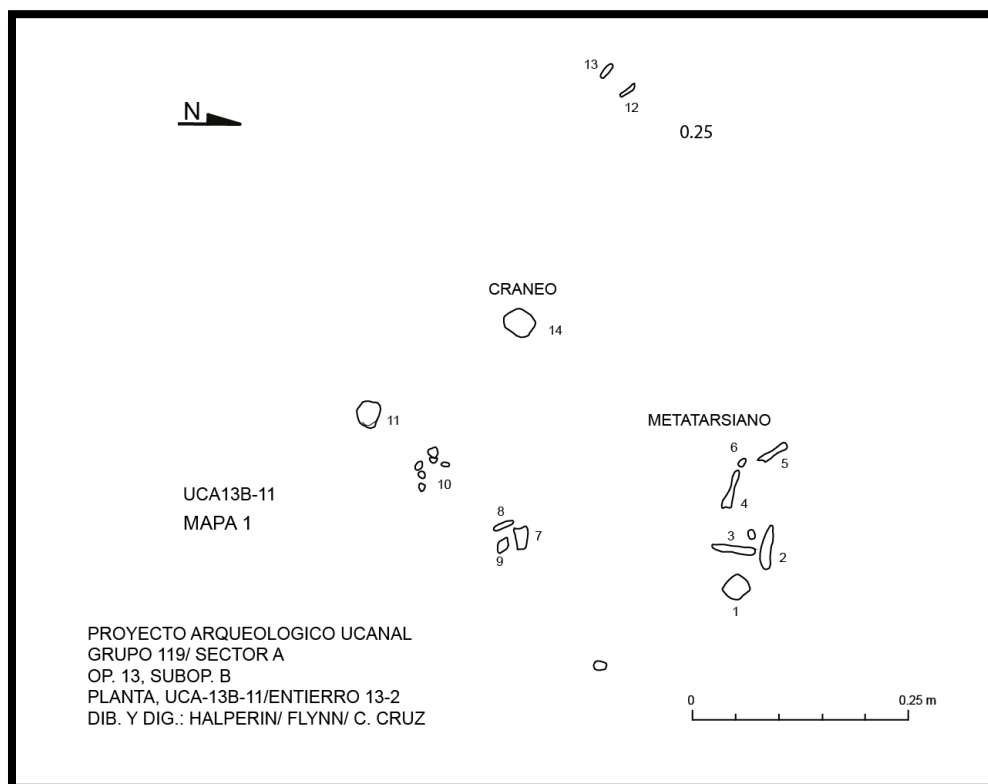 13
12
N
0.25
CRANEO
14
11
METATARSIANO
6
5
10
4
UCA13B-11
MAPA 1
8
7
9
3
2
1
PROYECTO ARQUEOLOGICO UCANAL
GRUPO 119/ SECTOR A
OP. 13, SUBOP. B
PLANTA, UCA-13B-11/ENTIERRO 13-2
DIB. Y DIG.: HALPERIN/ FLYNN/ C. CRUZ
0 0.25 m